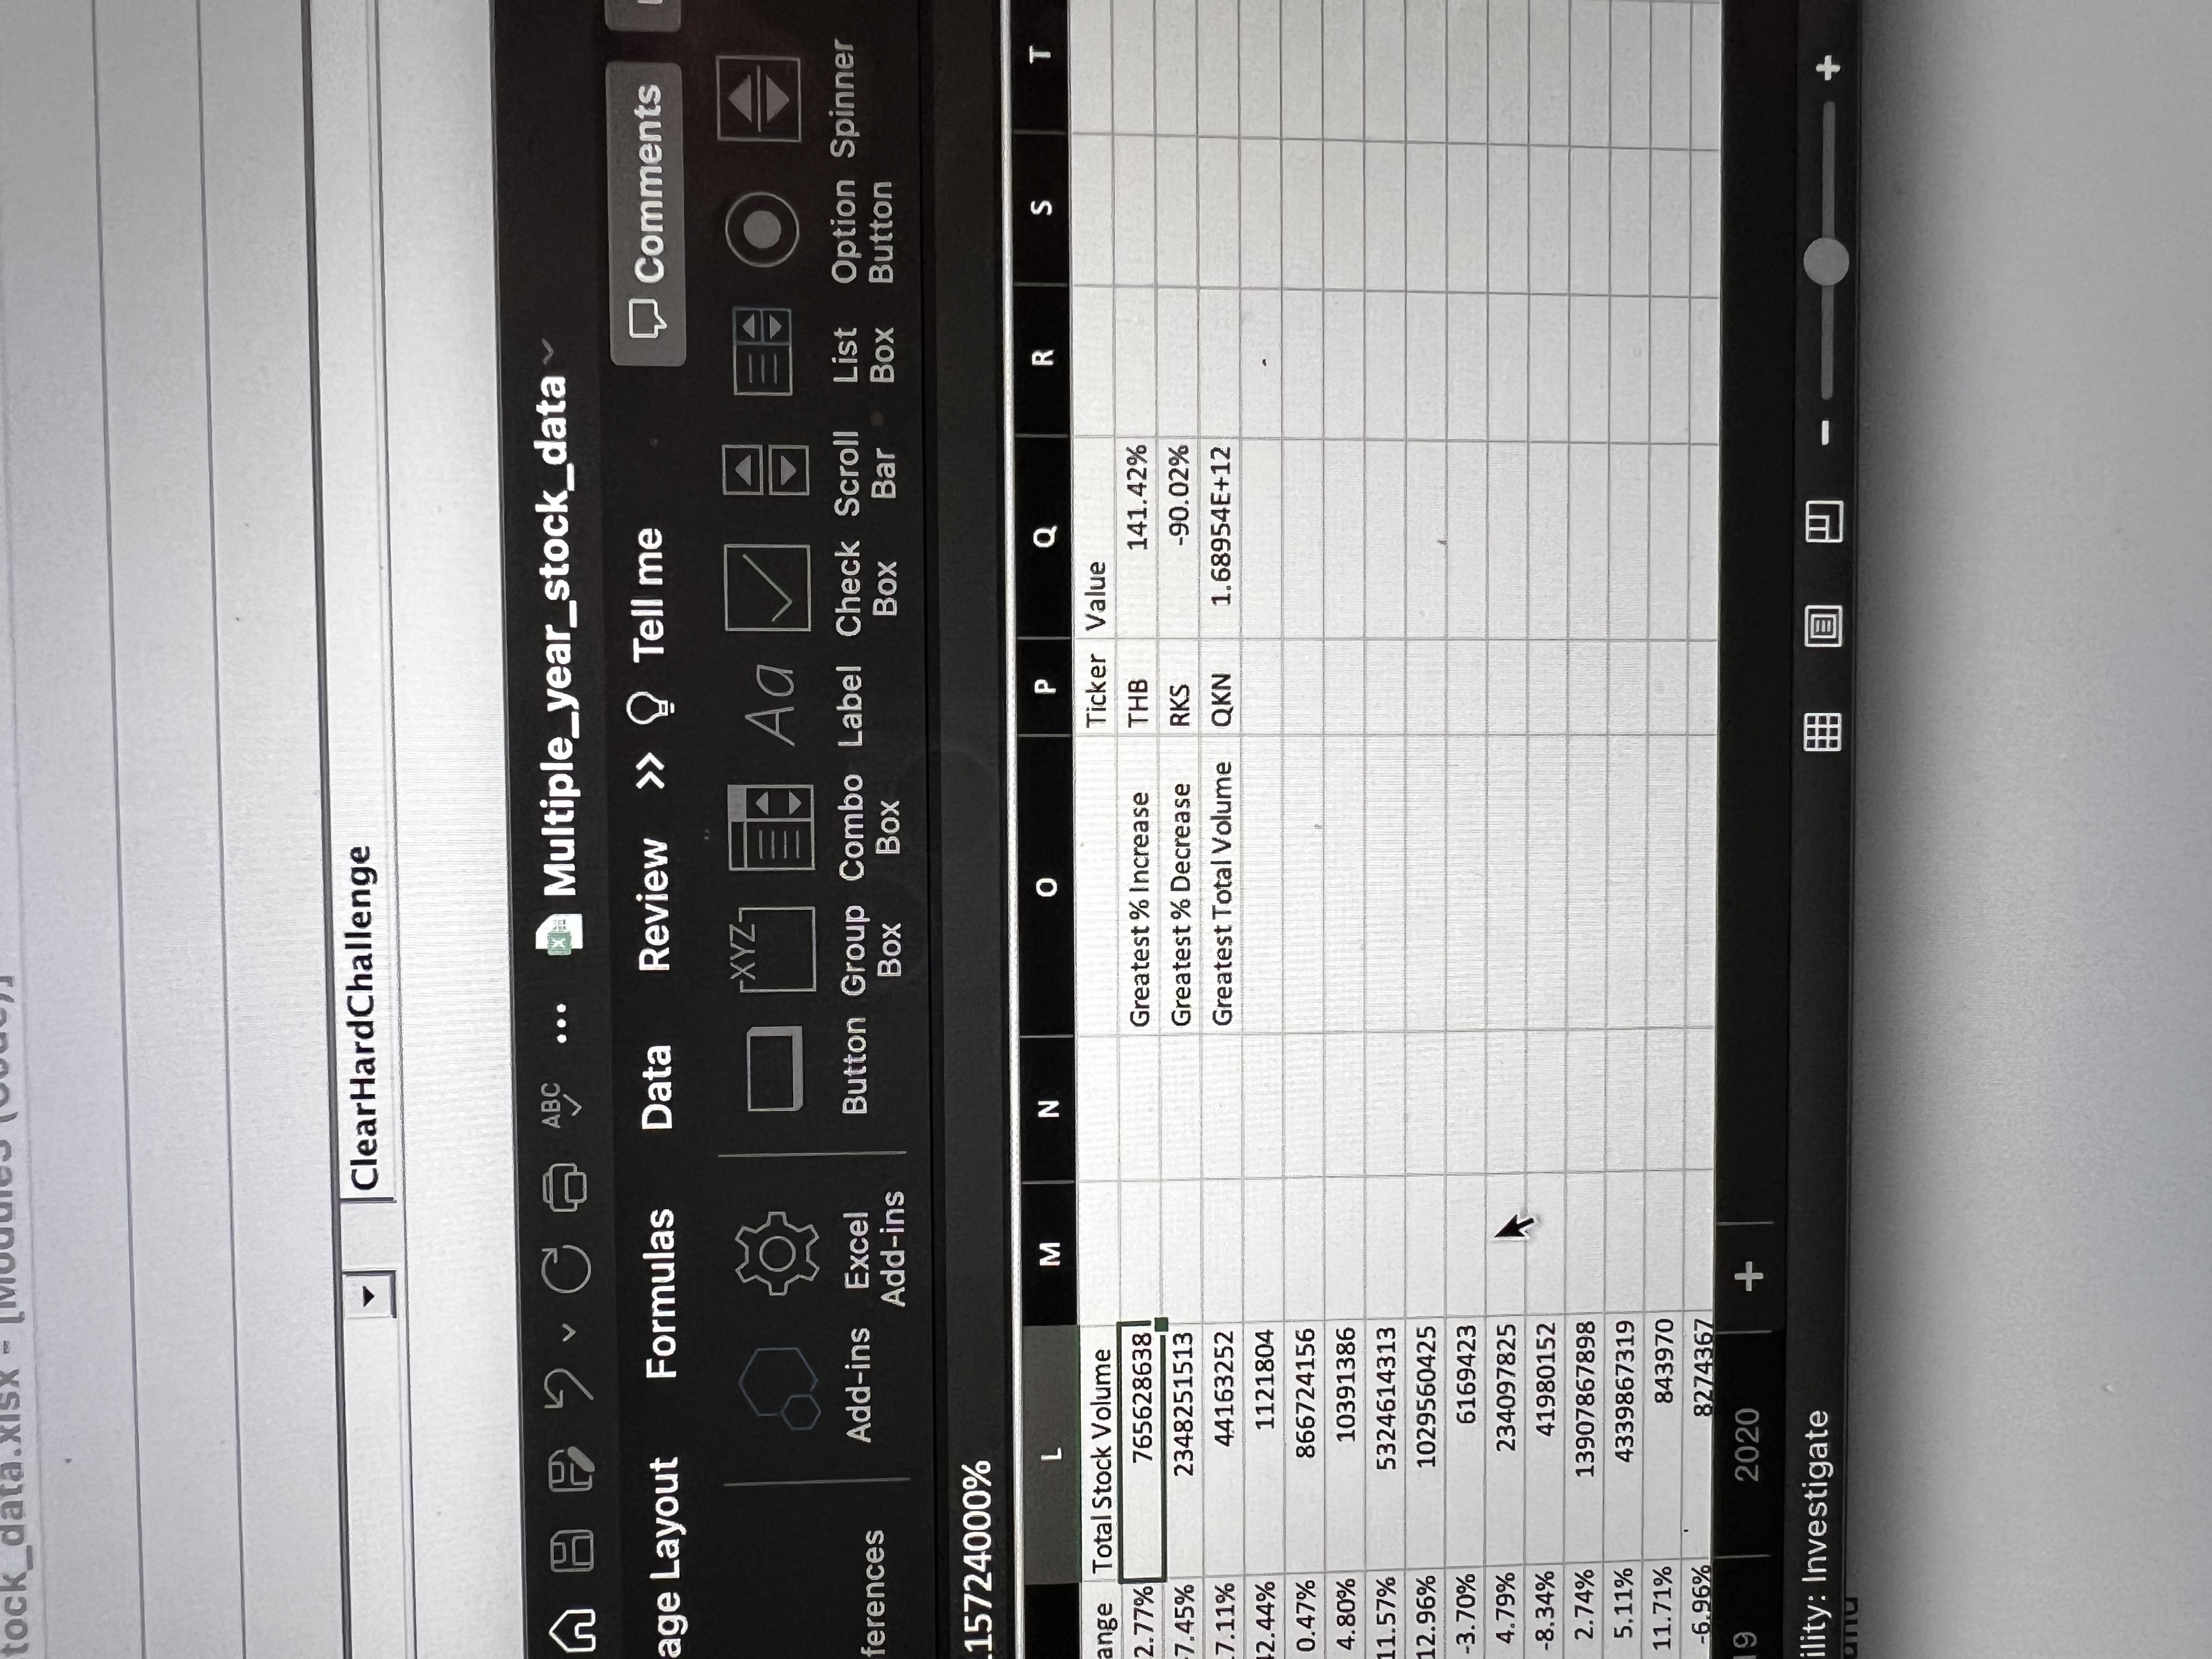 tock_data.xlsx - [Module3 (Code)]
ClearHardChallenge
ABC
Multiple_year_stock_data
age Layout Formulas Data Review Tell me Comments
XYZ Aa
ferences Add-ins Excel Add-ins Button Group Box Combo Box Label Check Box Scroll Bar List Box Option Button Spinner
15724000%
L M N O P Q R S T
ange Total Stock Volume Ticker Value
2.77% 765628638 Greatest % Increase THB 141.42%
7.45% 2348251513 Greatest % Decrease RKS -90.02%
7.11% 44163252 Greatest Total Volume QKN 1.68954E+12
2.44% 1121804
0.47% 866724156
4.80% 10391386
11.57% 5324614313
12.96% 1029560425
-3.70% 6169423
4.79% 234097825
-8.34% 41980152
2.74% 13907867898
5.11% 4339867319
11.71% 843970
-6.96% 8274367
19 2020
ility: Investigate